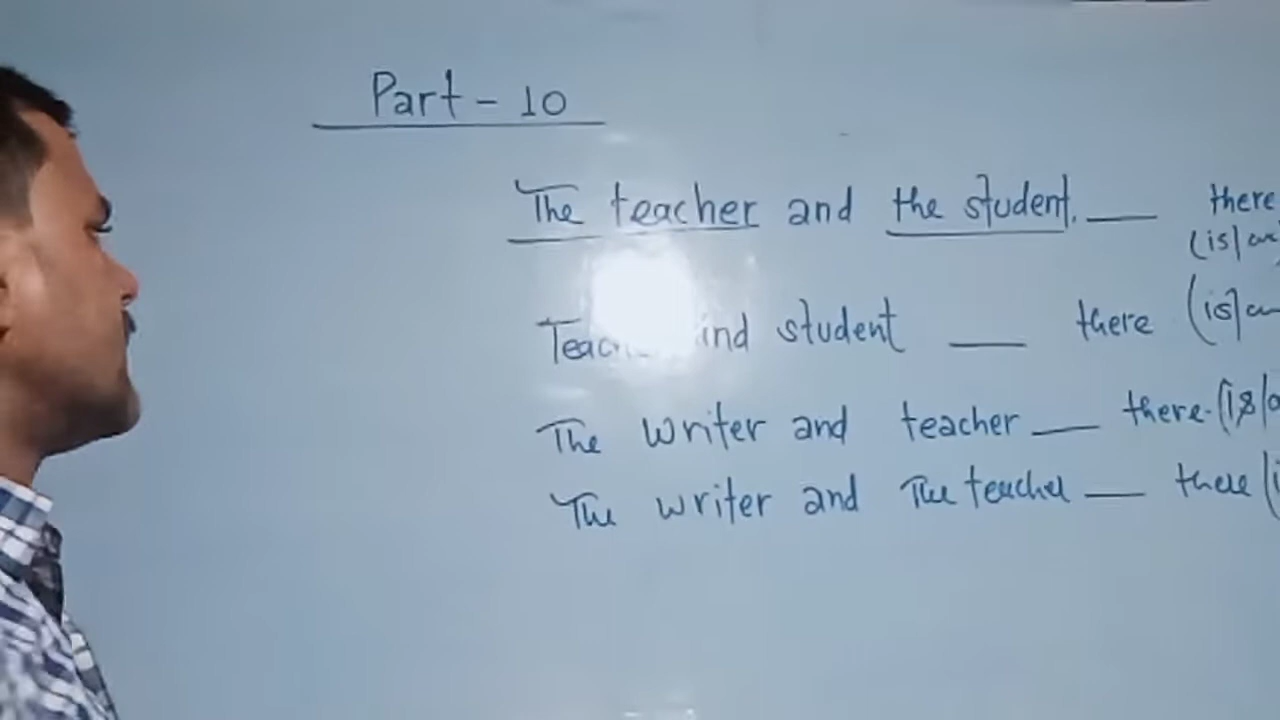 Part - 10
The teacher and the student. ___ there
(is/
student ___ there (is/
The writer and teacher ___ there. (is/
The writer and The teacher ___ there (i